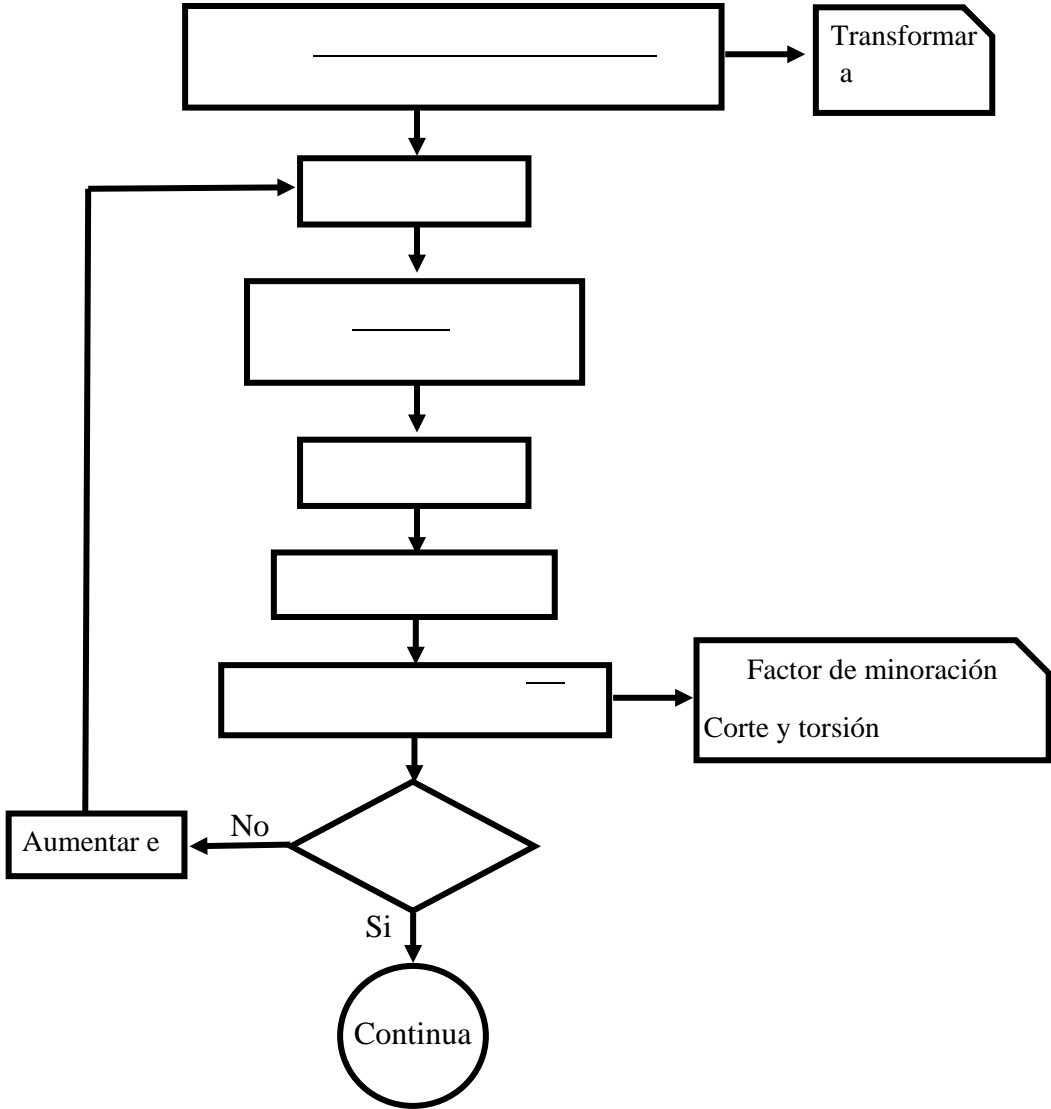 Transformar
a
Factor de minoración
Corte y torsión
No
Aumentar e
Si
Continua